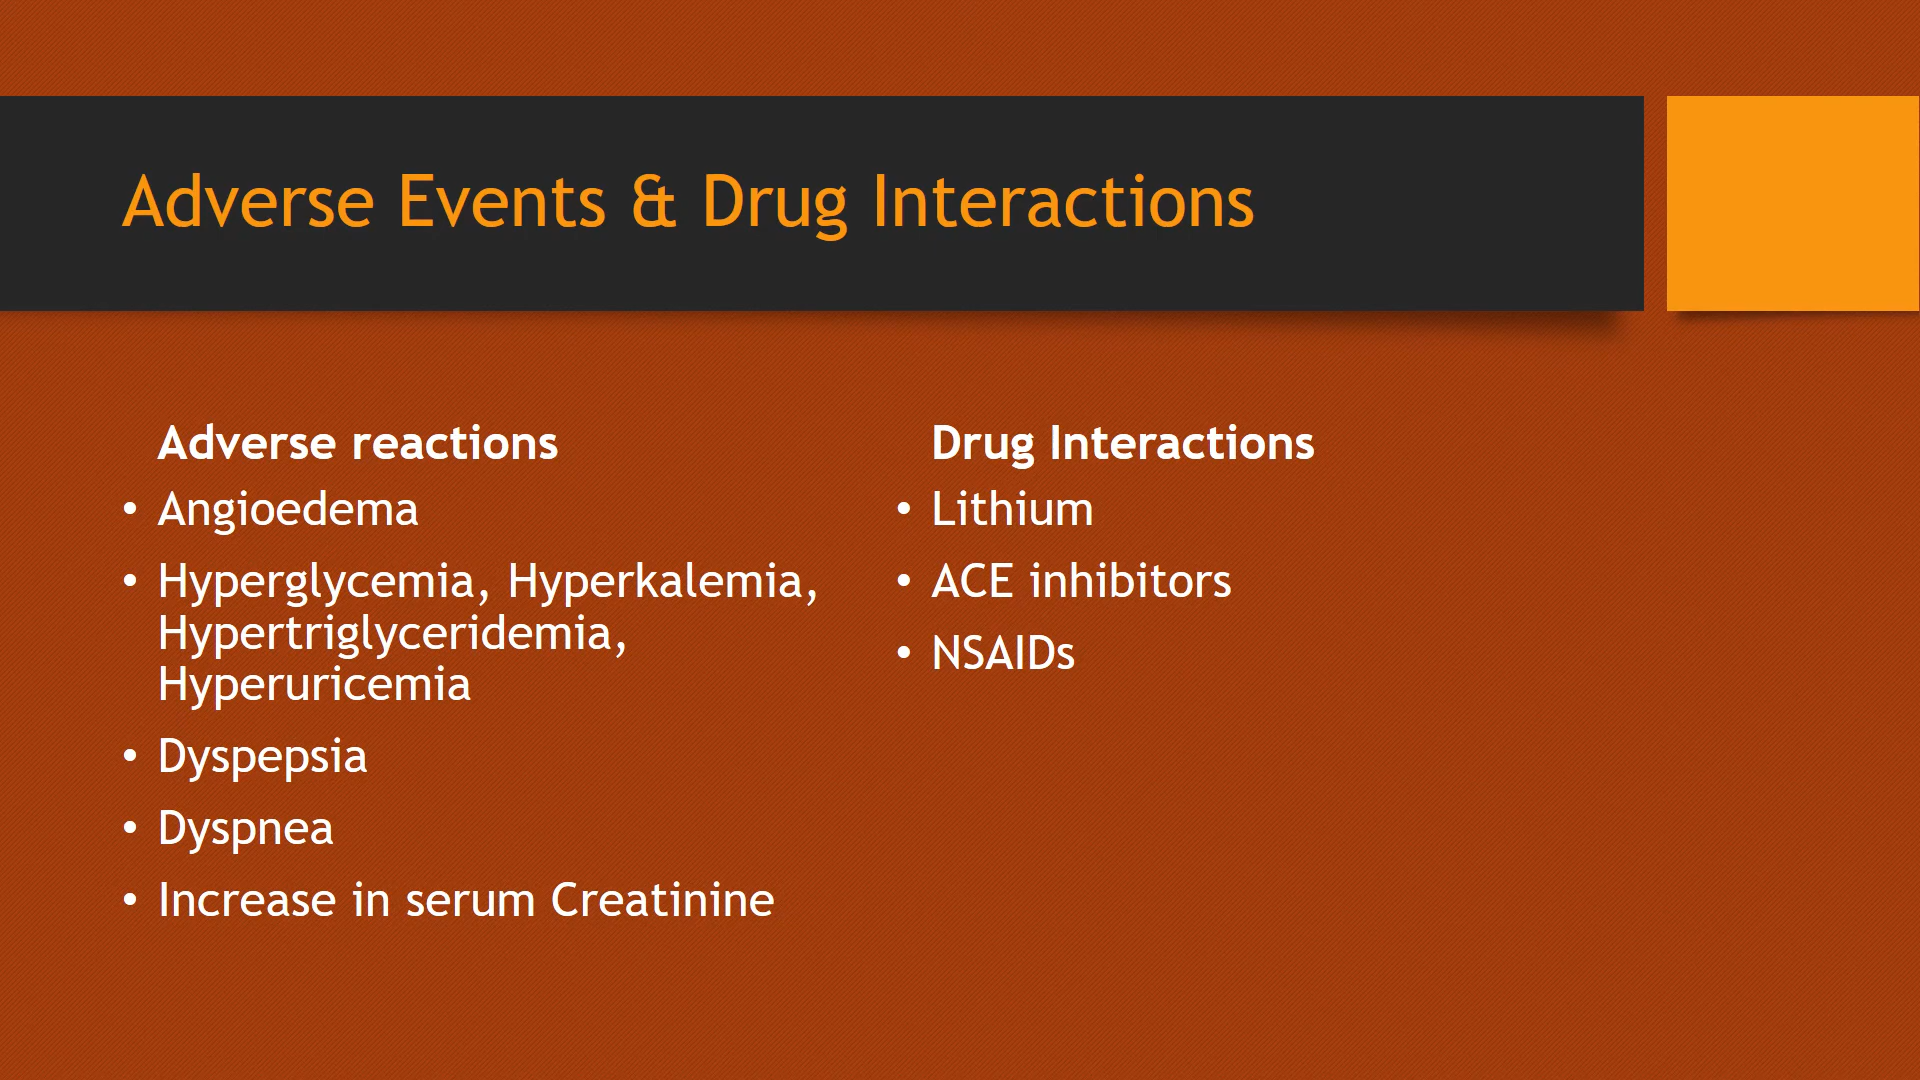 Adverse Events & Drug Interactions
Adverse reactions
• Angioedema
• Hyperglycemia, Hyperkalemia,
Hypertriglyceridemia,
Hyperuricemia
• Dyspepsia
• Dyspnea
• Increase in serum Creatinine
Drug Interactions
• Lithium
• ACE inhibitors
• NSAIDs